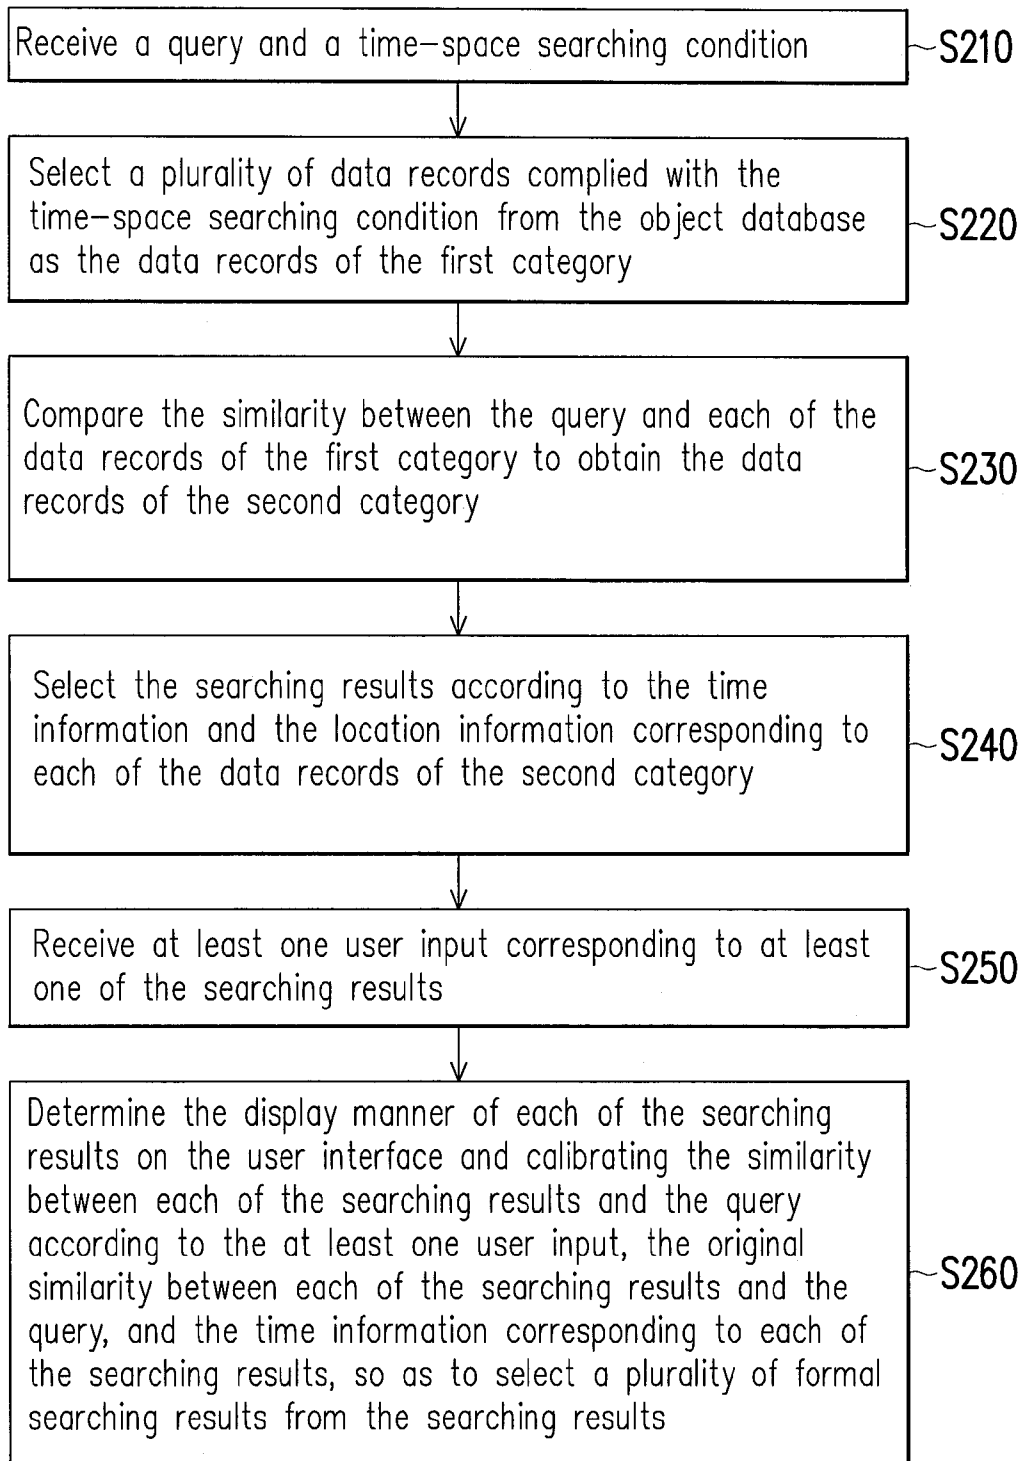 Receive a query and a time-space searching condition
S210
Select a plurality of data records complied with the
time-space searching condition from the object database
as the data records of the first category
S220
Compare the similarity between the query and each of the
data records of the first category to obtain the data
records of the second category
S230
Select the searching results according to the time
information and the location information corresponding to
each of the data records of the second category
S240
Receive at least one user input corresponding to at least
one of the searching results
S250
Determine the display manner of each of the searching
results on the user interface and calibrating the similarity
between each of the searching results and the query
according to the at least one user input, the original
similarity between each of the searching results and the
query, and the time information corresponding to each of
the searching results, so as to select a plurality of formal
searching results from the searching results
S260